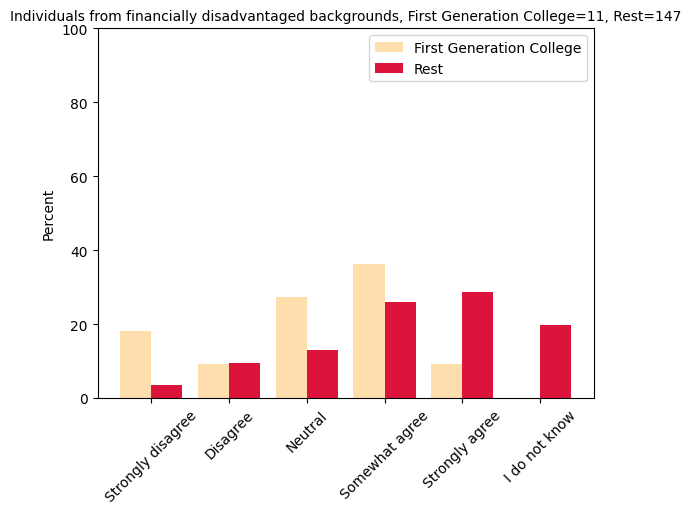 Individuals from financially disadvantaged backgrounds, First Generation College=11, Rest=147
First Generation College
Rest
Percent
100
80
60
40
20
0
Strongly disagree
Disagree
Neutral
Somewhat agree
Strongly agree
I do not know